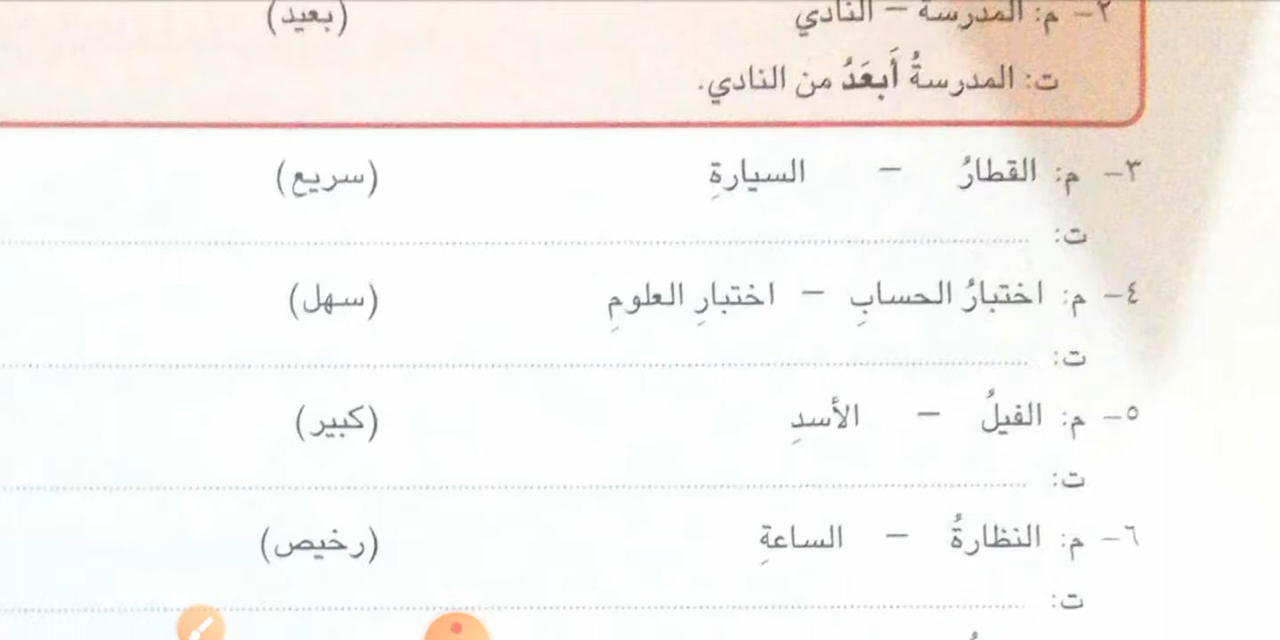 ٢- م: المدرسة – النادي (بعيد)
ت: المدرسةُ أَبعَدُ من النادي.
٣- م: القطارُ – السيارةِ (سريع)
ت:
٤- م: اختبارُ الحسابِ – اختبارِ العلومِ (سهل)
ت:
٥- م: الفيلُ – الأسدِ (كبير)
ت:
٦- م: النظارةُ – الساعةِ (رخيص)
ت: